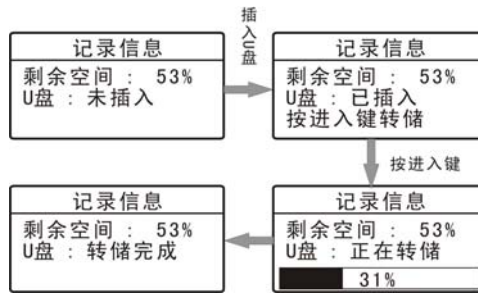 记录信息
剩余空间 : 53%
U盘 : 未插入
插入U盘
记录信息
剩余空间 : 53%
U盘 : 已插入
按进入键转储
按进入键
记录信息
剩余空间 : 53%
U盘 : 正在转储
31%
记录信息
剩余空间 : 53%
U盘 : 转储完成